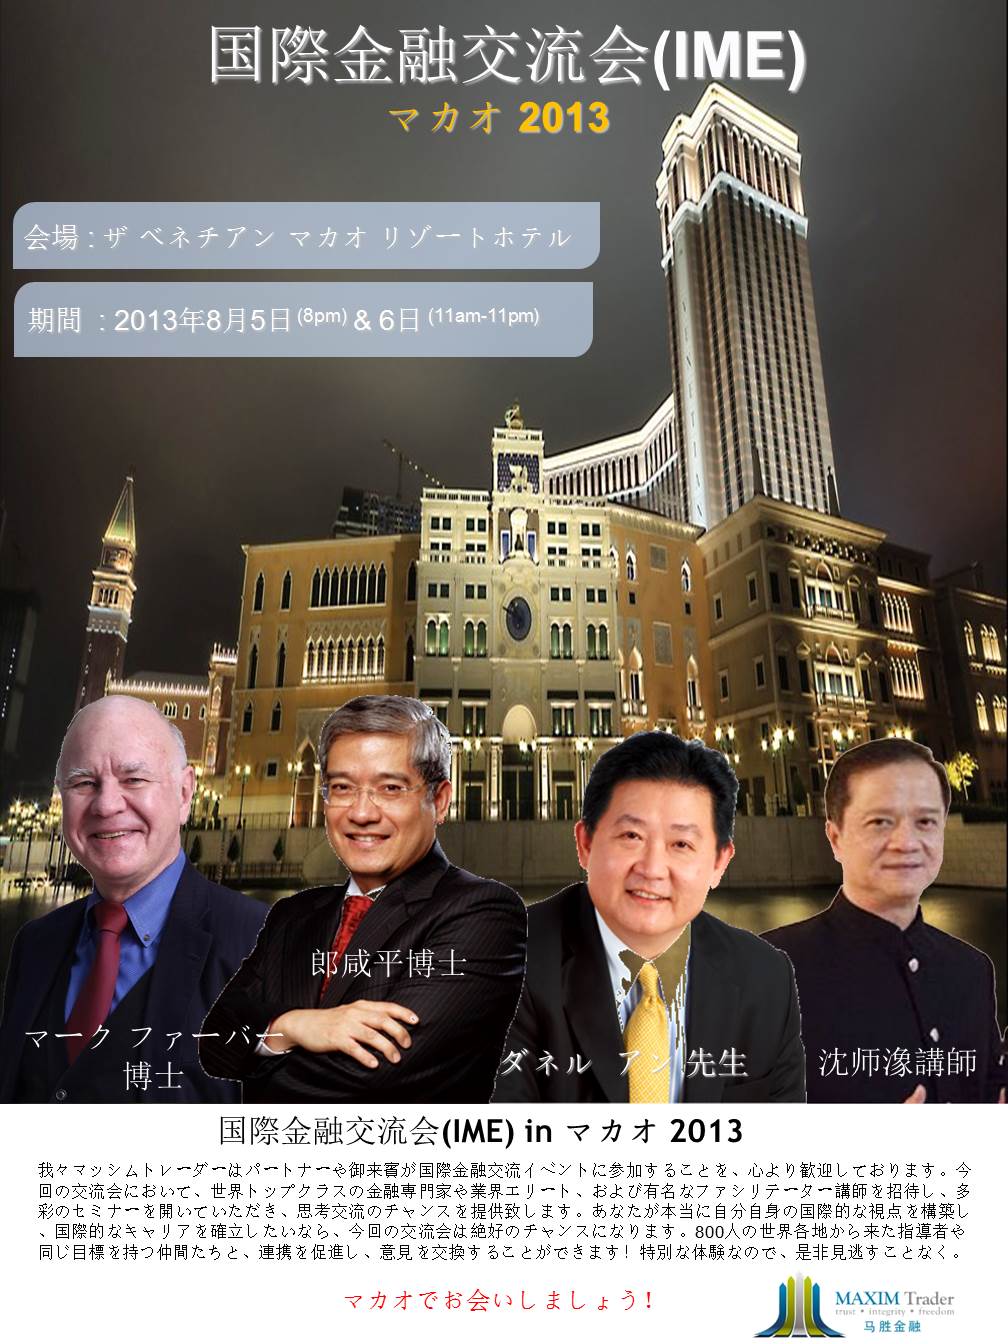 国際金融交流会(IME)
マカオ 2013
会場 : ザ ベネチアン マカオ リゾートホテル
期間 : 2013年8月5日 (8pm) & 6日 (11am-11pm)
郎咸平博士
マーク ファーバー
博士
ダネル アン 先生
沈师潒講師
国際金融交流会(IME) in マカオ 2013
我々マッシムトレーダーはパートナーや御来賓が国際金融交流イベントに参加することを、心より歓迎しております。今
回の交流会において、世界トップクラスの金融専門家や業界エリート、および有名なファシリテーター講師を招待し、多
彩のセミナーを開いていただき、思考交流のチャンスを提供致します。あなたが本当に自分自身の国際的な視点を構築し
、国際的なキャリアを確立したいなら、今回の交流会は絶好のチャンスになります。800人の世界各地から来た指導者や
同じ目標を持つ仲間たちと、連携を促進し、意見を交換することができます！特別な体験なので、是非見逃すことなく。
マカオでお会いしましょう！
MAXIM Trader
trust • integrity • freedom
马胜金融